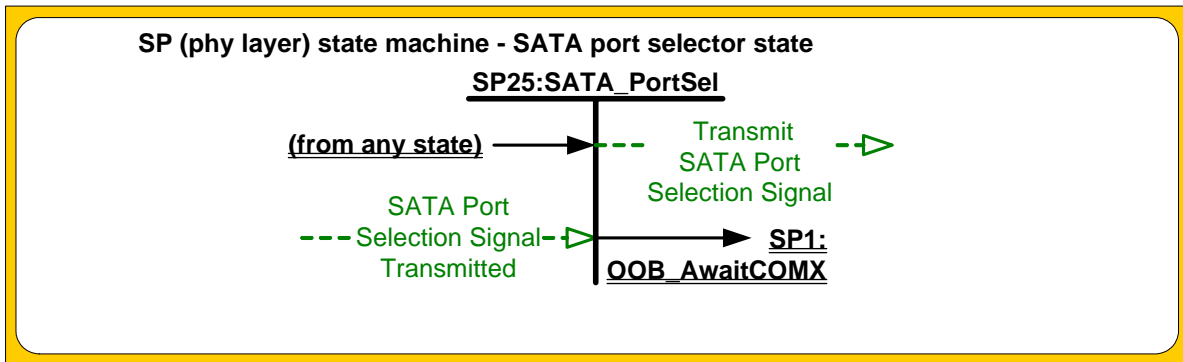 SP (phy layer) state machine - SATA port selector state
SP25:SATA_PortSel
(from any state)
Transmit
SATA Port
Selection Signal
SATA Port
Selection Signal
Transmitted
SP1:
OOB_AwaitCOMX